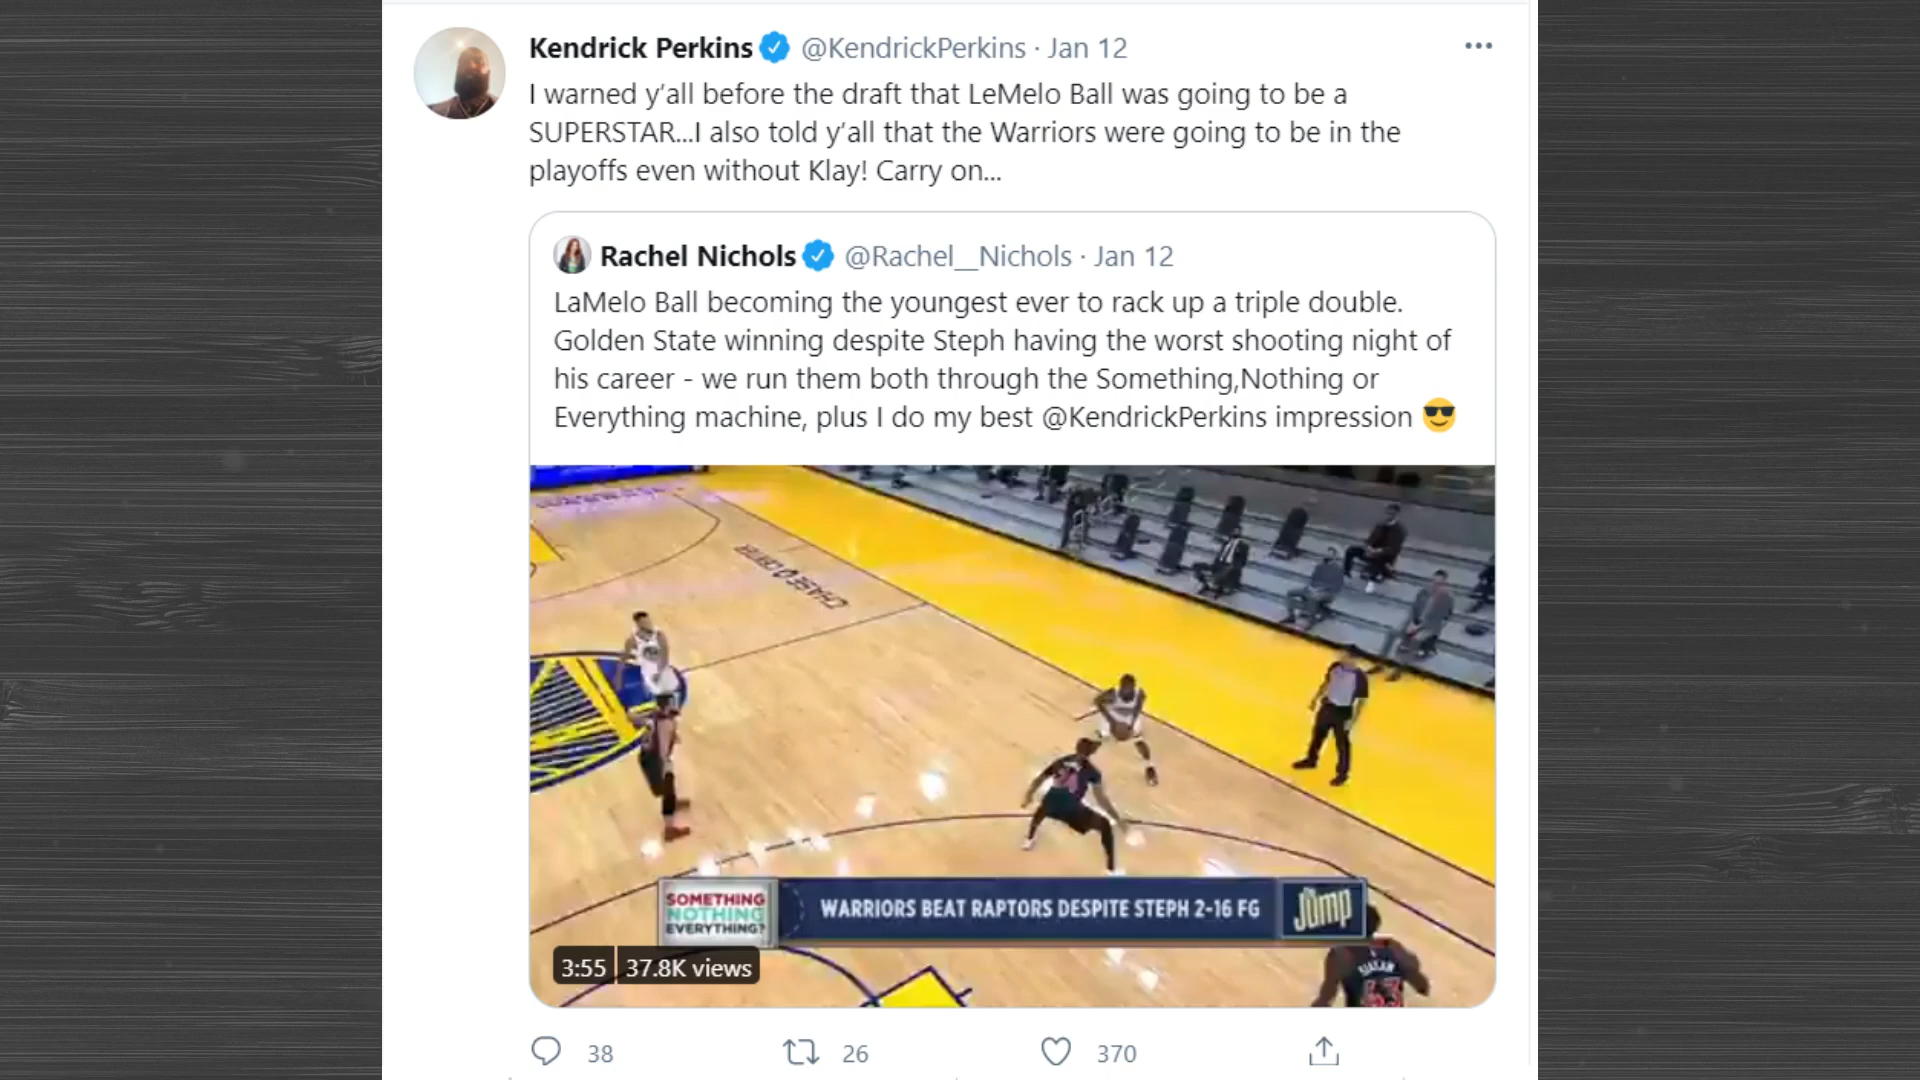 Kendrick Perkins @KendrickPerkins · Jan 12
I warned y'all before the draft that LeMelo Ball was going to be a
SUPERSTAR...I also told y'all that the Warriors were going to be in the
playoffs even without Klay! Carry on...
Rachel Nichols @Rachel__Nichols · Jan 12
LaMelo Ball becoming the youngest ever to rack up a triple double.
Golden State winning despite Steph having the worst shooting night of
his career - we run them both through the Something,Nothing or
Everything machine, plus I do my best @KendrickPerkins impression 😎
CHASE CENTER
SOMETHING
NOTHING
EVERYTHING?
WARRIORS BEAT RAPTORS DESPITE STEPH 2-16 FG
THE JUMP
SIAKAM
43
3:55 37.8K views
38 26 370